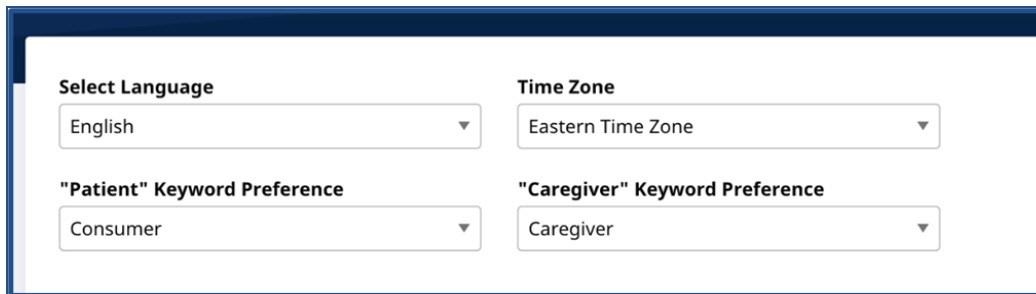 Select Language
Time Zone
English
Eastern Time Zone
"Patient" Keyword Preference
"Caregiver" Keyword Preference
Consumer
Caregiver